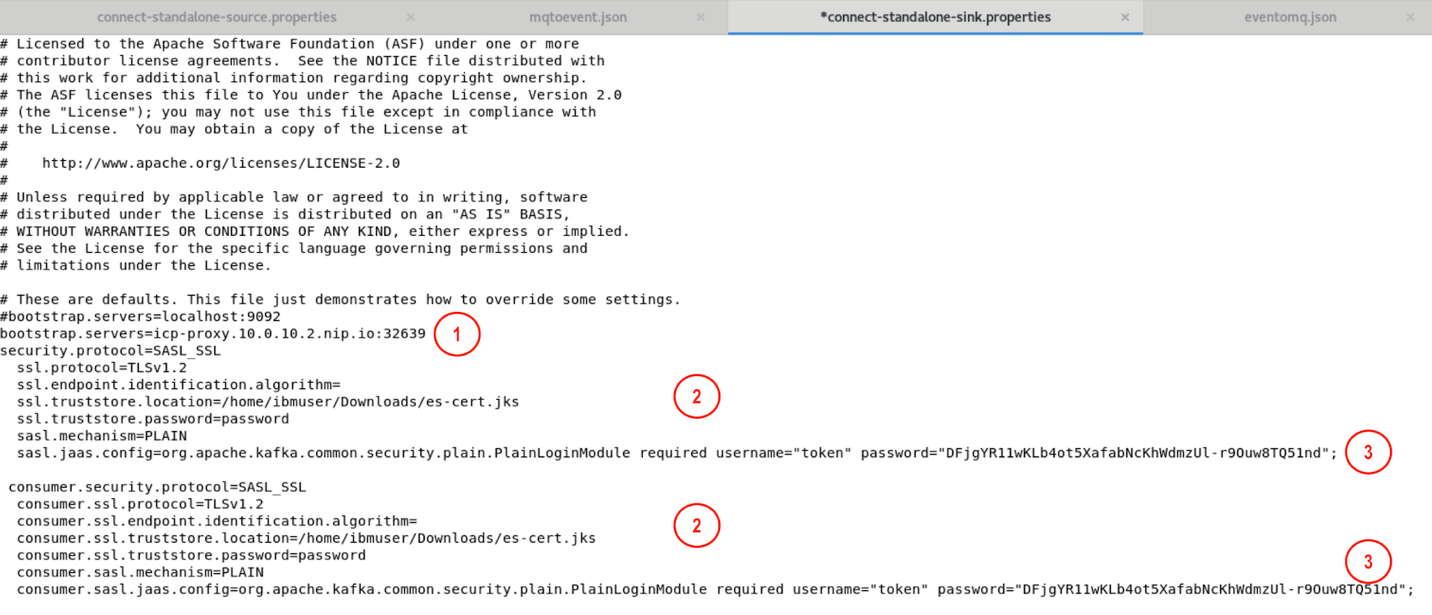 connect-standalone-source.properties × mqtoevent.json × *connect-standalone-sink.properties × eventomq.json ×
# Licensed to the Apache Software Foundation (ASF) under one or more
# contributor license agreements.  See the NOTICE file distributed with
# this work for additional information regarding copyright ownership.
# The ASF licenses this file to You under the Apache License, Version 2.0
# (the "License"); you may not use this file except in compliance with
# the License.  You may obtain a copy of the License at
#
#    http://www.apache.org/licenses/LICENSE-2.0
#
# Unless required by applicable law or agreed to in writing, software
# distributed under the License is distributed on an "AS IS" BASIS,
# WITHOUT WARRANTIES OR CONDITIONS OF ANY KIND, either express or implied.
# See the License for the specific language governing permissions and
# limitations under the License.

# These are defaults. This file just demonstrates how to override some settings.
#bootstrap.servers=localhost:9092
bootstrap.servers=icp-proxy.10.0.10.2.nip.io:32639 1
security.protocol=SASL_SSL
  ssl.protocol=TLSv1.2
  ssl.endpoint.identification.algorithm=
  ssl.truststore.location=/home/ibmuser/Downloads/es-cert.jks 2
  ssl.truststore.password=password
  sasl.mechanism=PLAIN
  sasl.jaas.config=org.apache.kafka.common.security.plain.PlainLoginModule required username="token" password="DFjgYR11wKLb4ot5XafabNcKhWdmzUl-r9Ouw8TQ51nd"; 3

 consumer.security.protocol=SASL_SSL
  consumer.ssl.protocol=TLSv1.2
  consumer.ssl.endpoint.identification.algorithm= 2
  consumer.ssl.truststore.location=/home/ibmuser/Downloads/es-cert.jks
  consumer.ssl.truststore.password=password 3
  consumer.sasl.mechanism=PLAIN
  consumer.sasl.jaas.config=org.apache.kafka.common.security.plain.PlainLoginModule required username="token" password="DFjgYR11wKLb4ot5XafabNcKhWdmzUl-r9Ouw8TQ51nd";